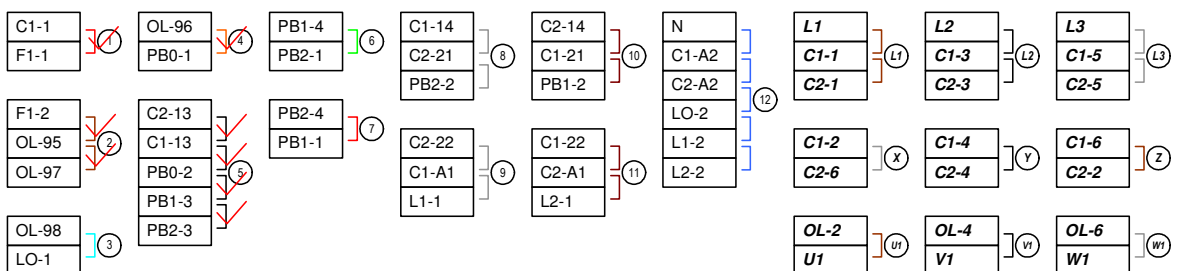 C1-1
F1-1
1
F1-2
OL-95
OL-97
2
OL-98
LO-1
3
OL-96
PB0-1
4
C2-13
C1-13
PB0-2
PB1-3
PB2-3
5
PB1-4
PB2-1
6
PB2-4
PB1-1
7
C1-14
C2-21
PB2-2
8
C2-22
C1-A1
L1-1
9
C2-14
C1-21
PB1-2
10
C1-22
C2-A1
L2-1
11
N
C1-A2
C2-A2
LO-2
L1-2
L2-2
12
L1
C1-1
C2-1
L1
C1-2
C2-6
X
OL-2
U1
U1
L2
C1-3
C2-3
L2
C1-4
C2-4
Y
OL-4
V1
V1
L3
C1-5
C2-5
L3
C1-6
C2-2
Z
OL-6
W1
W1